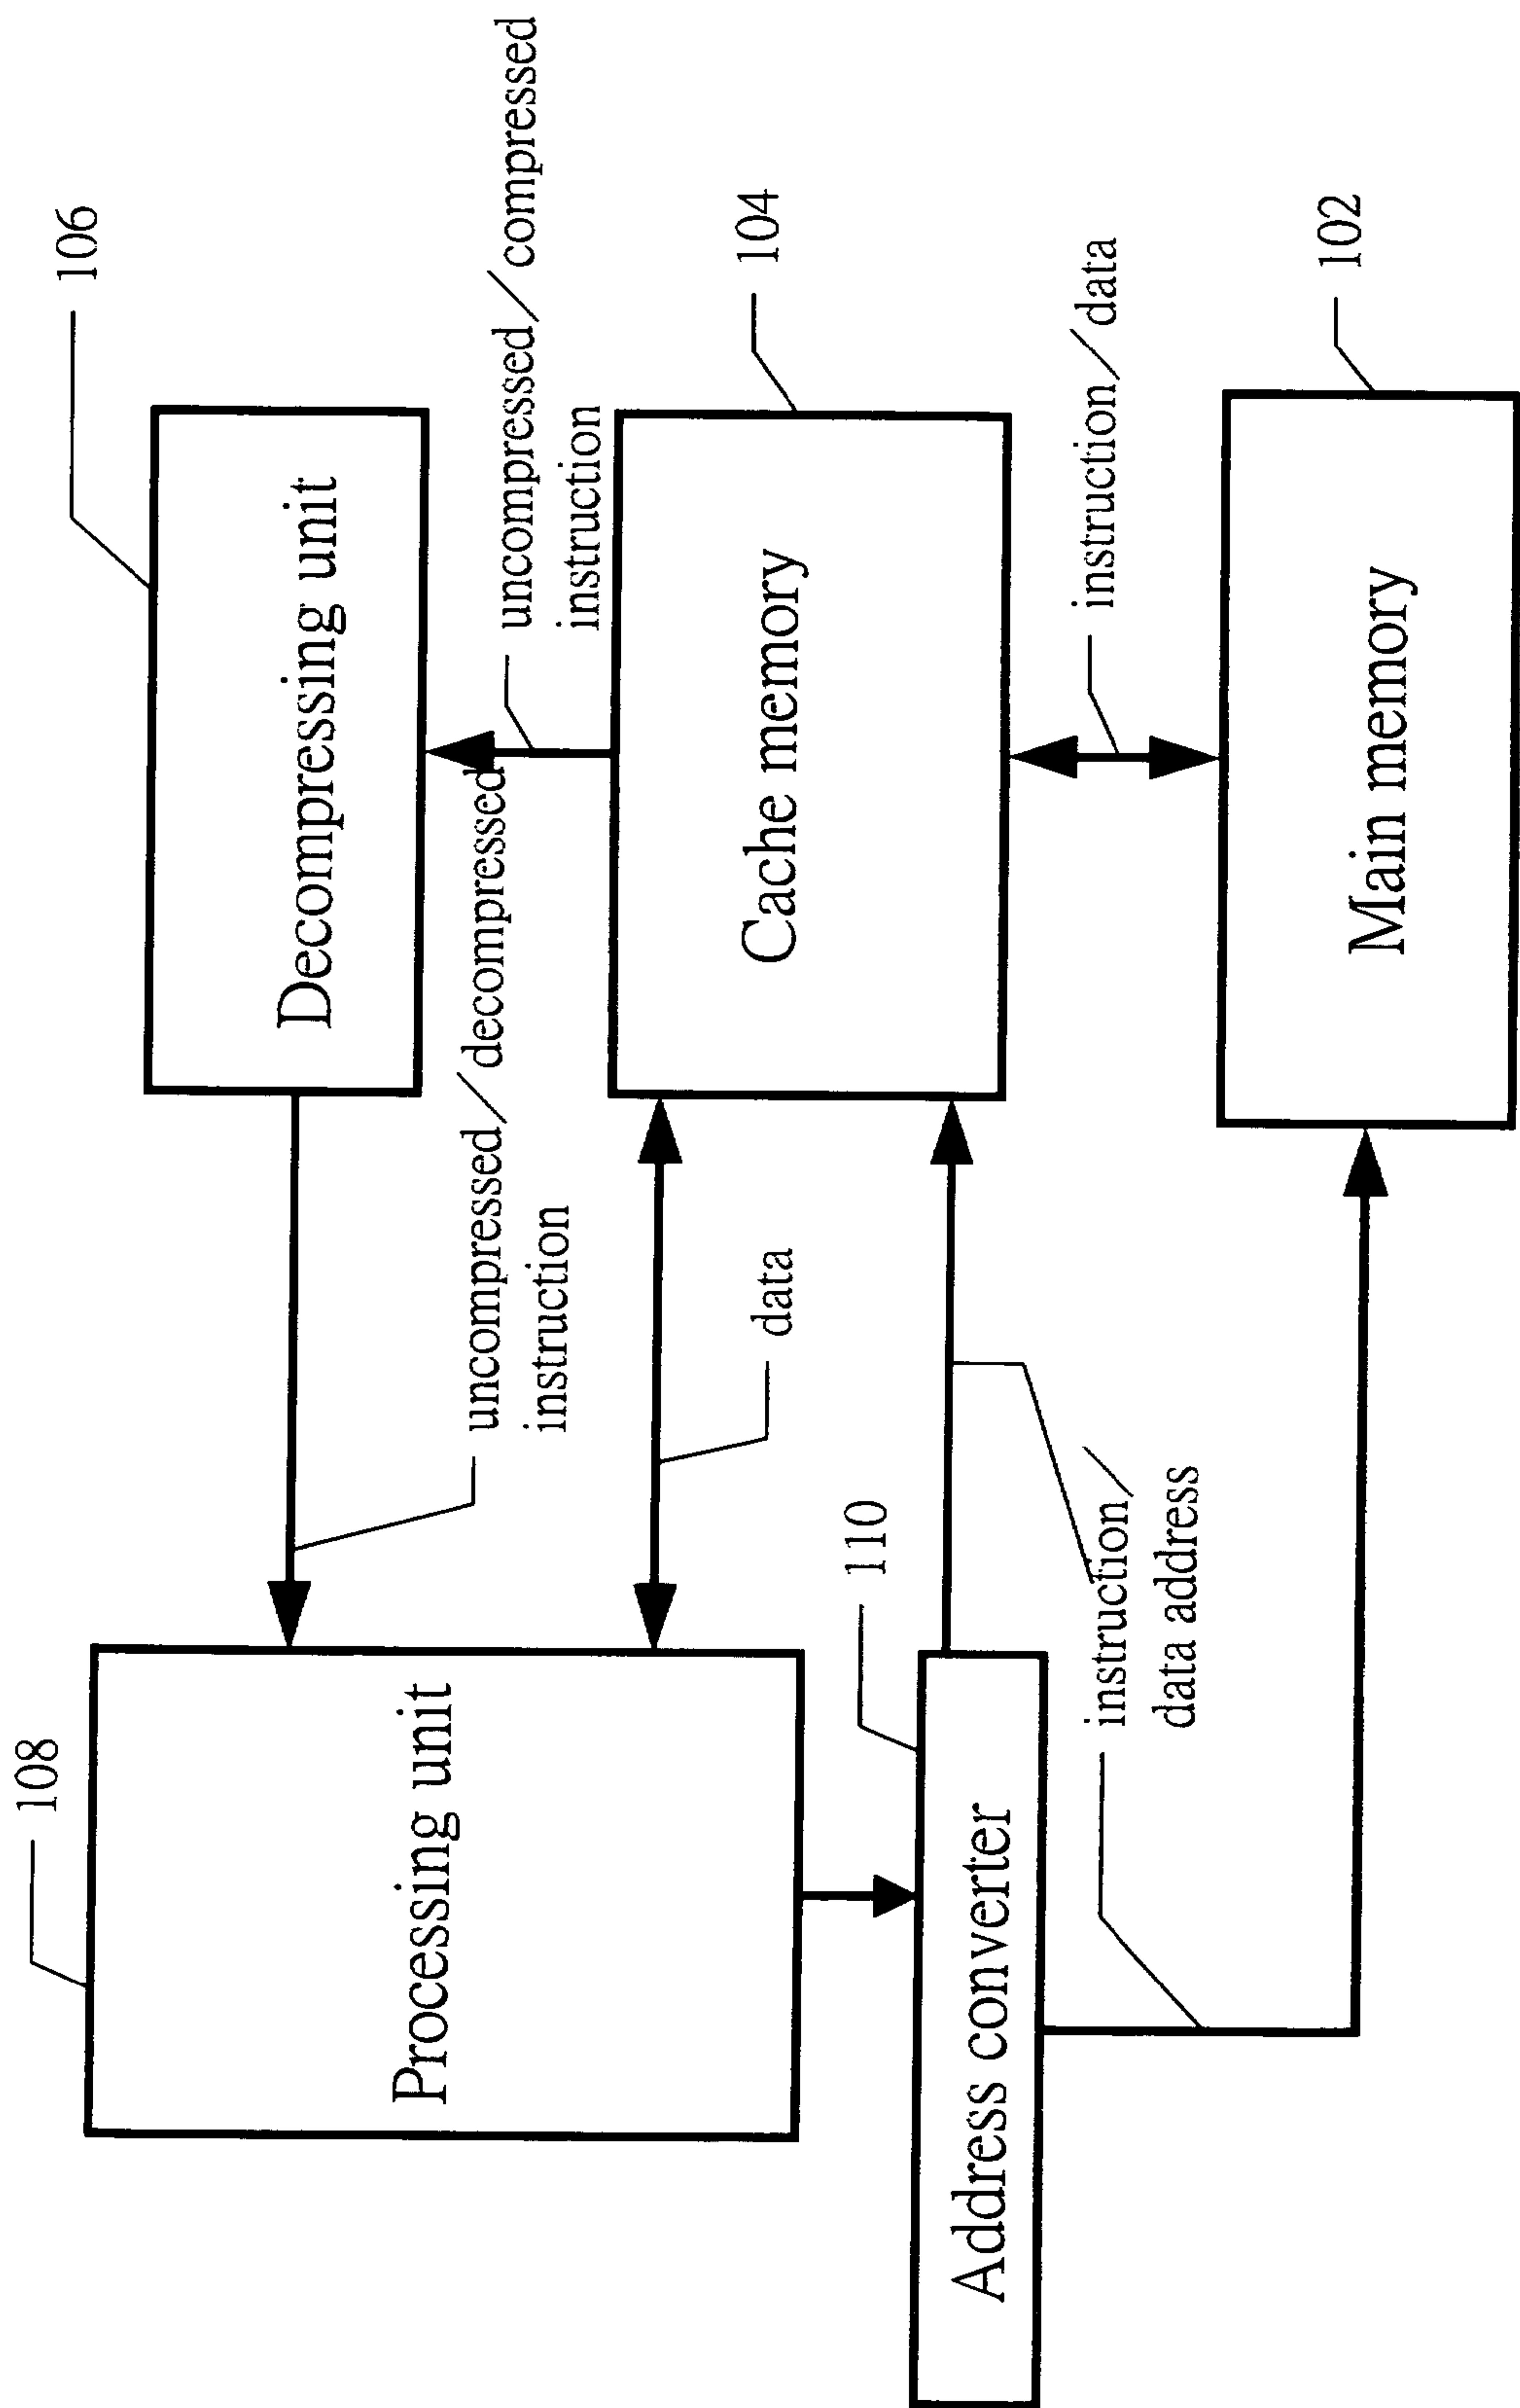 108
Processing unit
uncompressed/decompressed
instruction
106
Decompressing unit
uncompressed/compressed
instruction
data
Cache memory
104
110
Address converter
instruction/
data address
instruction/data
Main memory
102